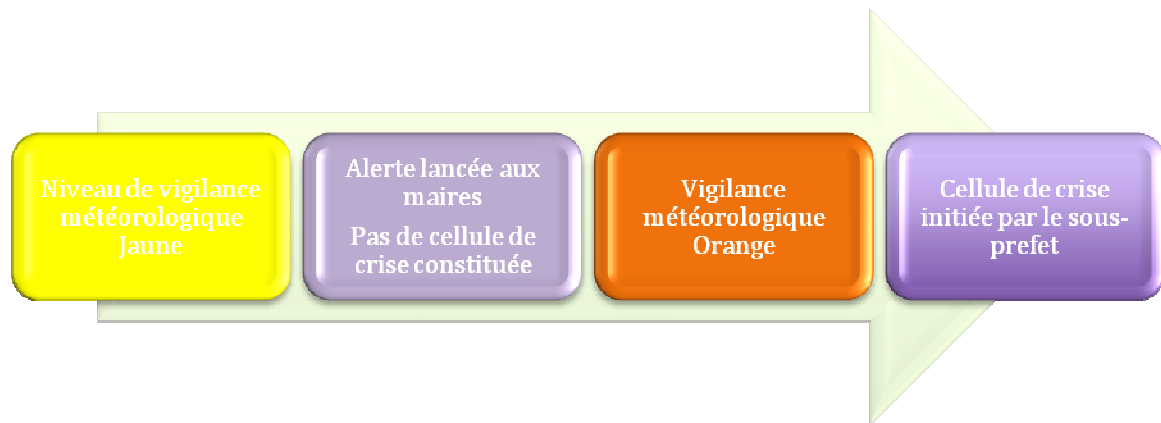 Niveau de vigilance
météorologique
Jaune
Alerte lancée aux
maires
Pas de cellule de
crise constituée
Vigilance
météorologique
Orange
Cellule de crise
initiée par le sous-
prefet